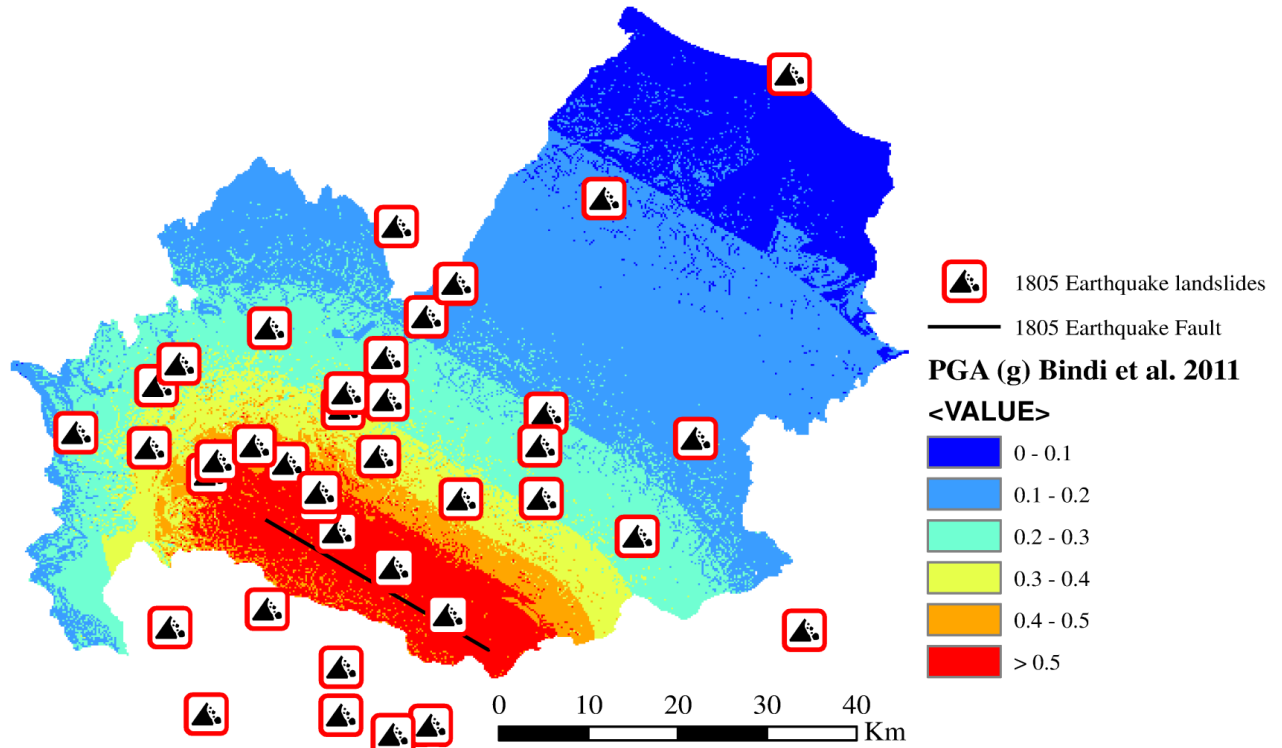 1805 Earthquake landslides
1805 Earthquake Fault
PGA (g) Bindi et al. 2011
<VALUE>
0 - 0.1
0.1 - 0.2
0.2 - 0.3
0.3 - 0.4
0.4 - 0.5
> 0.5
0 10 20 30 40
Km